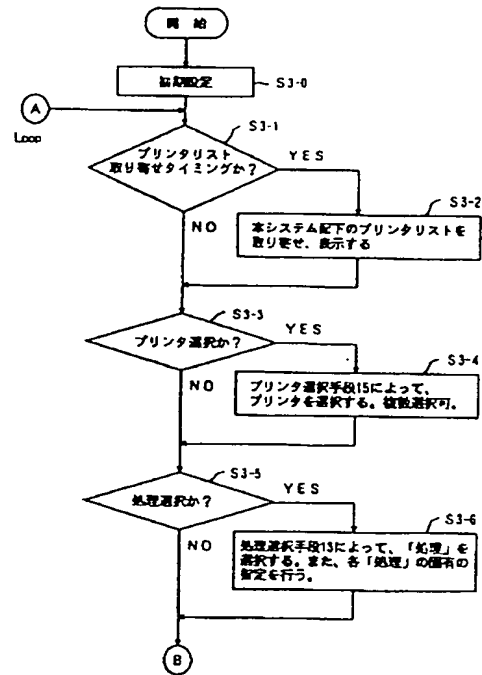 開 始
初期設定
S3-0
A
Loop
S3-1
プリンタリスト
取り寄せタイミングか?
YES
S3-2
NO
本システム配下のプリンタリストを
取り寄せ、表示する
S3-3
プリンタ選択か?
YES
S3-4
NO
プリンタ選択手段15によって、
プリンタを選択する。複数選択可。
S3-5
処理選択か?
YES
S3-6
NO
処理選択手段13によって、「処理」を
選択する。また、各「処理」の固有の
指定を行う。
B